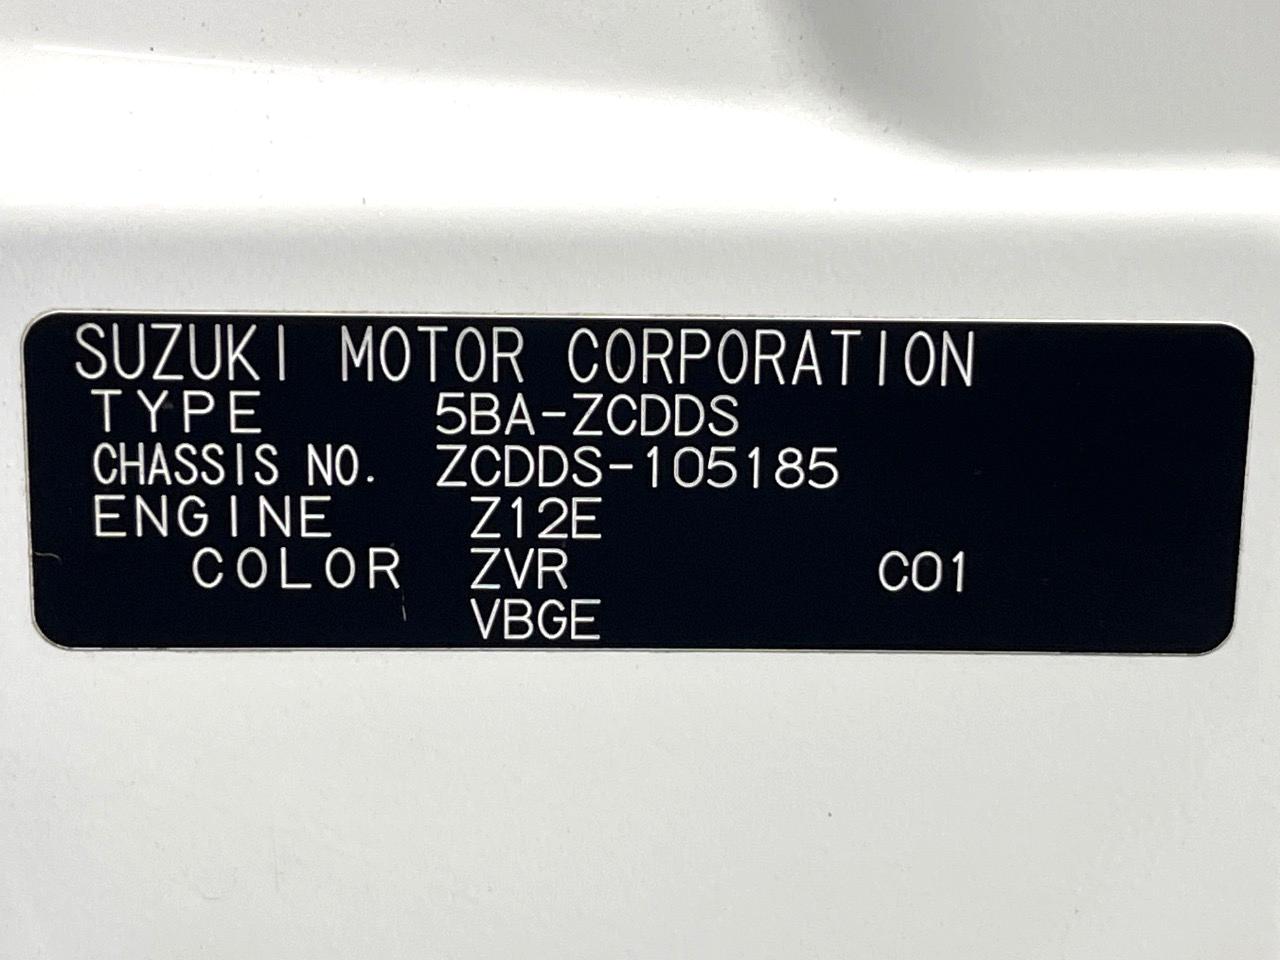 SUZUKI MOTOR CORPORATION
TYPE 5BA-ZCDDS
CHASSIS NO. ZCDDS-105185
ENGINE Z12E
COLOR ZVR C01
VBGE